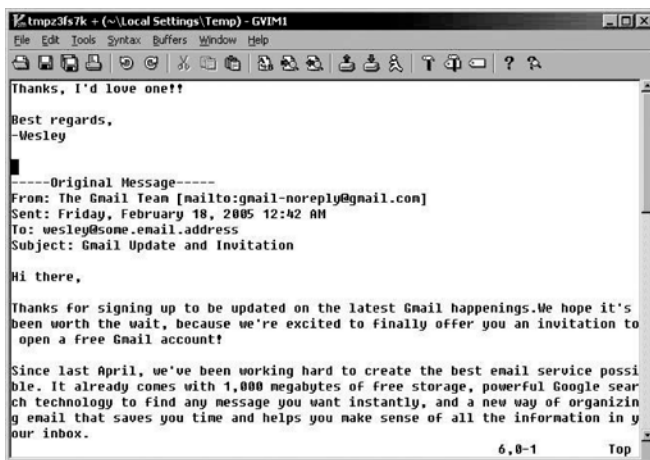 tmpz3fs7k + (~\Local Settings\Temp) - GVIM1
File Edit Tools Syntax Buffers Window Help
Thanks, I'd love one!!
Best regards,
-Wesley
-----Original Message-----
From: The Gmail Team [mailto:gmail-noreply@gmail.com]
Sent: Friday, February 18, 2005 12:42 AM
To: wesley@some.email.address
Subject: Gmail Update and Invitation
Hi there,
Thanks for signing up to be updated on the latest Gmail happenings.We hope it's
been worth the wait, because we're excited to finally offer you an invitation to
 open a free Gmail account!
Since last April, we've been working hard to create the best email service possi
ble. It already comes with 1,000 megabytes of free storage, powerful Google sear
ch technology to find any message you want instantly, and a new way of organizin
g email that saves you time and helps you make sense of all the information in y
our inbox.
6,0-1 Top